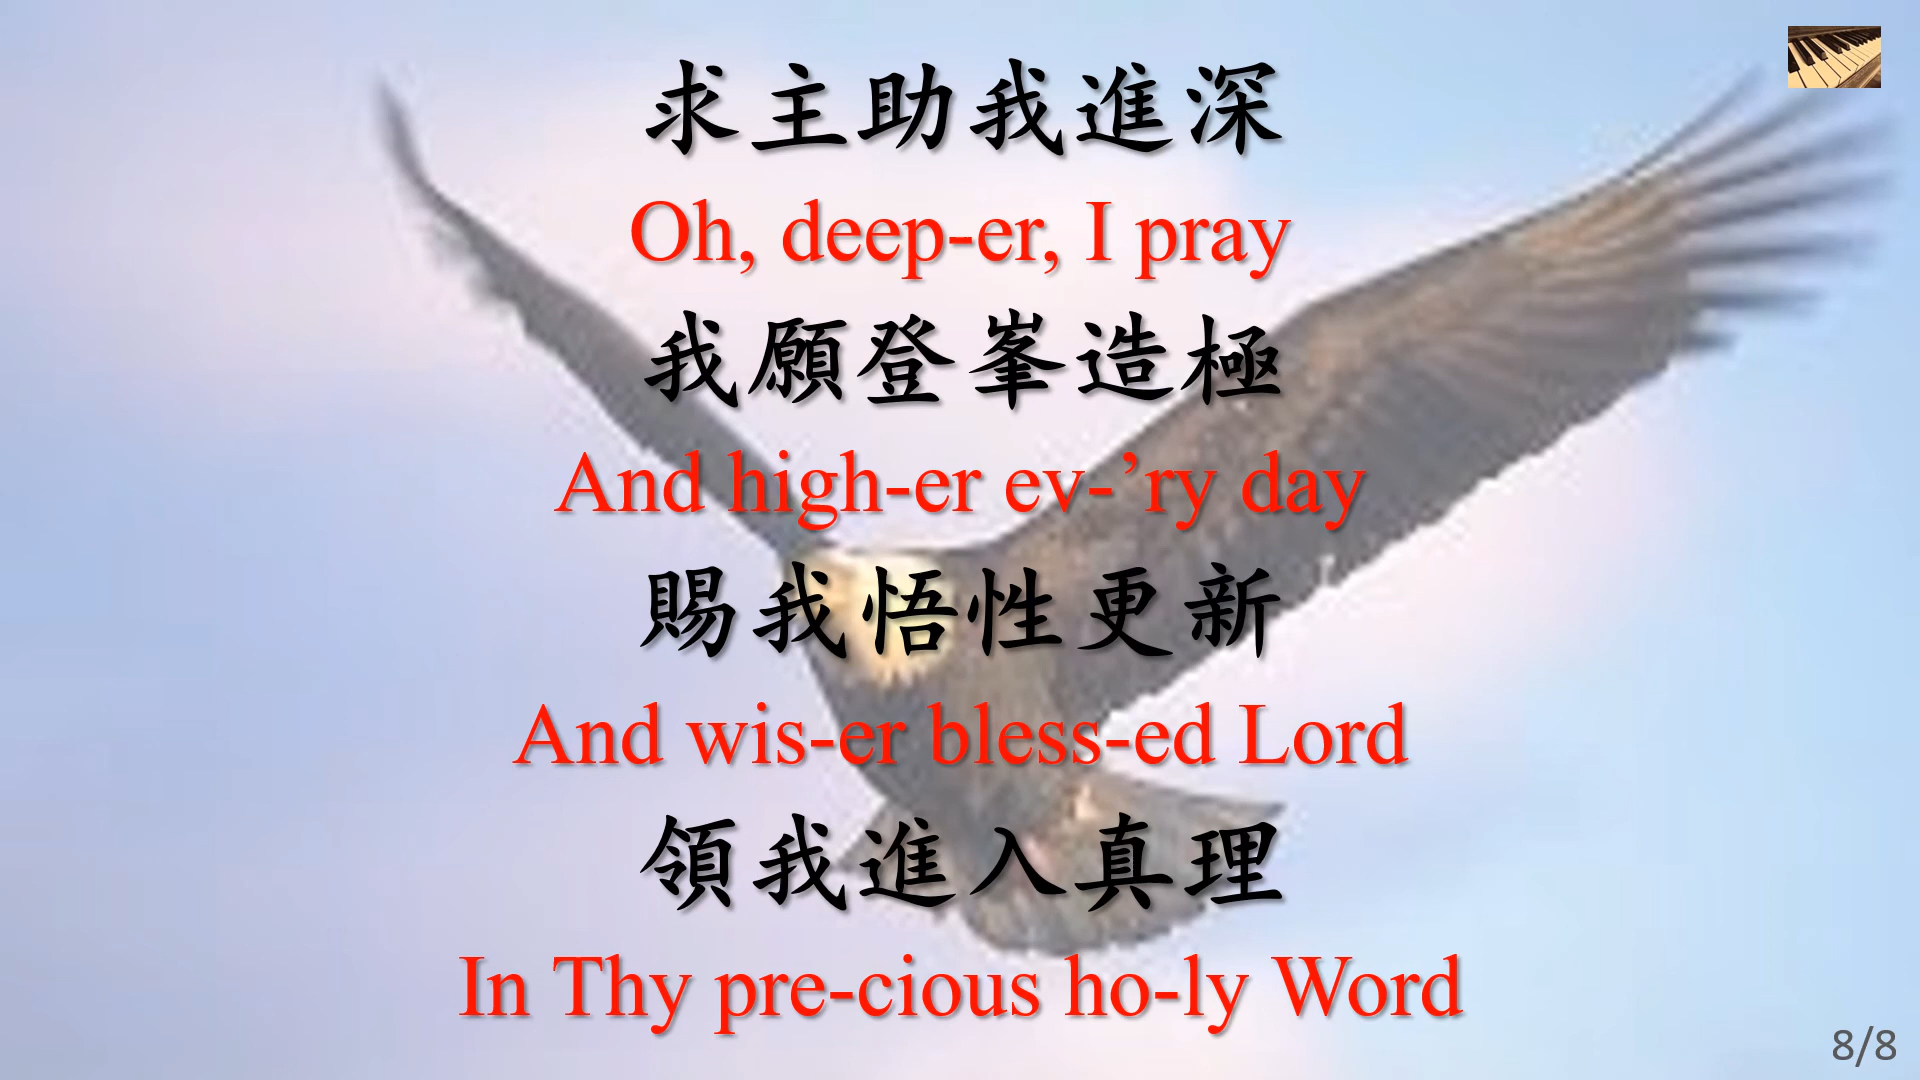 求主助我進深
Oh, deep-er, I pray
我願登峯造極
And high-er ev-’ry day
賜我悟性更新
And wis-er bless-ed Lord
領我進入真理
In Thy pre-cious ho-ly Word
8/8